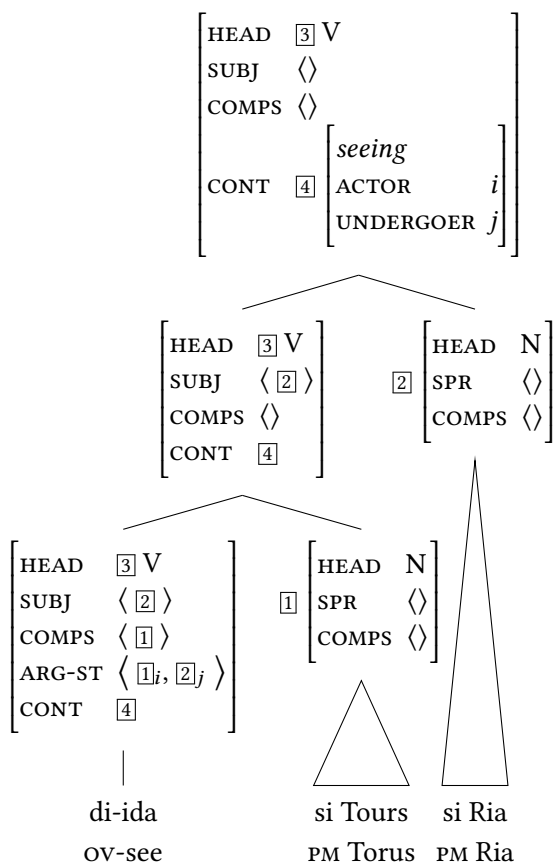 HEAD [3] V
SUBJ ⟨⟩
COMPS ⟨⟩
CONT [4]
seeing
ACTOR i
UNDERGOER j
HEAD [3] V
SUBJ ⟨ [2] ⟩
COMPS ⟨⟩
CONT [4]
[2]
HEAD N
SPR ⟨⟩
COMPS ⟨⟩
HEAD [3] V
SUBJ ⟨ [2] ⟩
COMPS ⟨ [1] ⟩
ARG-ST ⟨ [1]i, [2]j ⟩
CONT [4]
[1]
HEAD N
SPR ⟨⟩
COMPS ⟨⟩
di-ida si Tours si Ria
OV-see PM Torus PM Ria